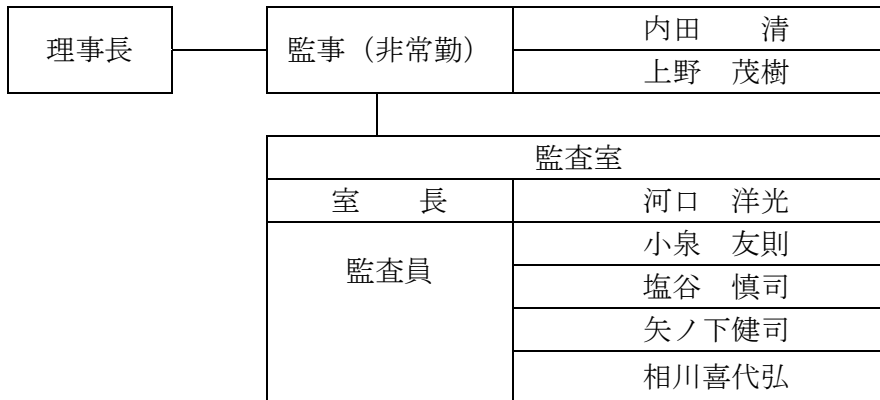 理事長
監事（非常勤）
内田　　清
上野　茂樹
監査室
室　　長
河口　洋光
監査員
小泉　友則
塩谷　慎司
矢ノ下健司
相川喜代弘